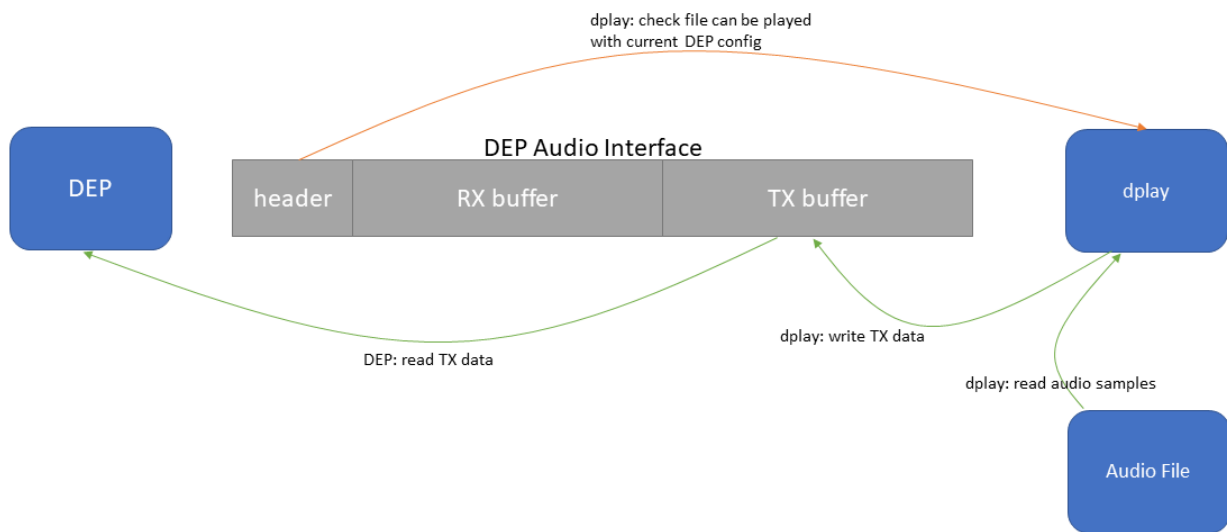 dplay: check file can be played
with current DEP config
DEP Audio Interface
DEP
header
RX buffer
TX buffer
dplay
dplay: write TX data
DEP: read TX data
dplay: read audio samples
Audio File